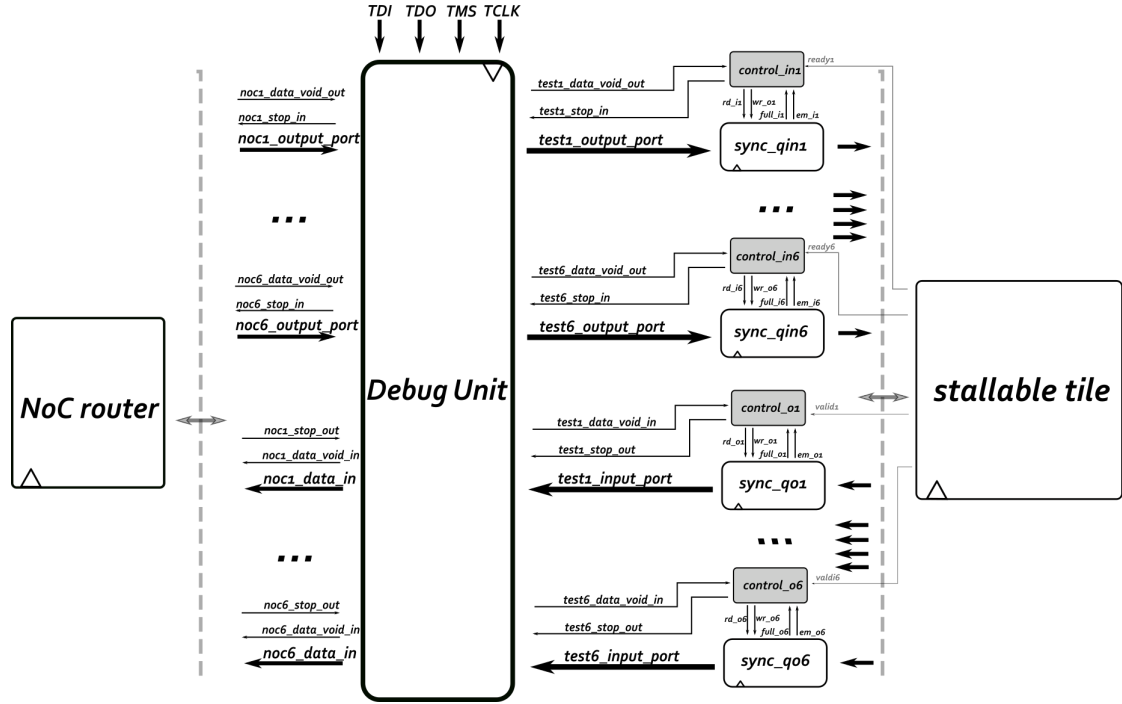 TDI TDO TMS TCLK
noc1_data_void_out
noc1_stop_in
noc1_output_port
...
noc6_data_void_out
noc6_stop_in
noc6_output_port
NoC router
noc1_stop_out
noc1_data_void_in
noc1_data_in
...
noc6_stop_out
noc6_data_void_in
noc6_data_in
Debug Unit
test1_data_void_out
test1_stop_in
test1_output_port
control_in1
ready1
rd_i1 wr_o1
full_i1 em_i1
sync_qin1
...
test6_data_void_out
test6_stop_in
test6_output_port
control_in6
ready6
rd_i6 wr_o6
full_i6 em_i6
sync_qin6
test1_data_void_in
test1_stop_out
test1_input_port
control_o1
valid1
rd_o1 wr_o1
full_o1 em_o1
sync_qo1
...
test6_data_void_in
test6_stop_out
test6_input_port
control_o6
valdi6
rd_o6 wr_o6
full_o6 em_o6
sync_qo6
stallable tile